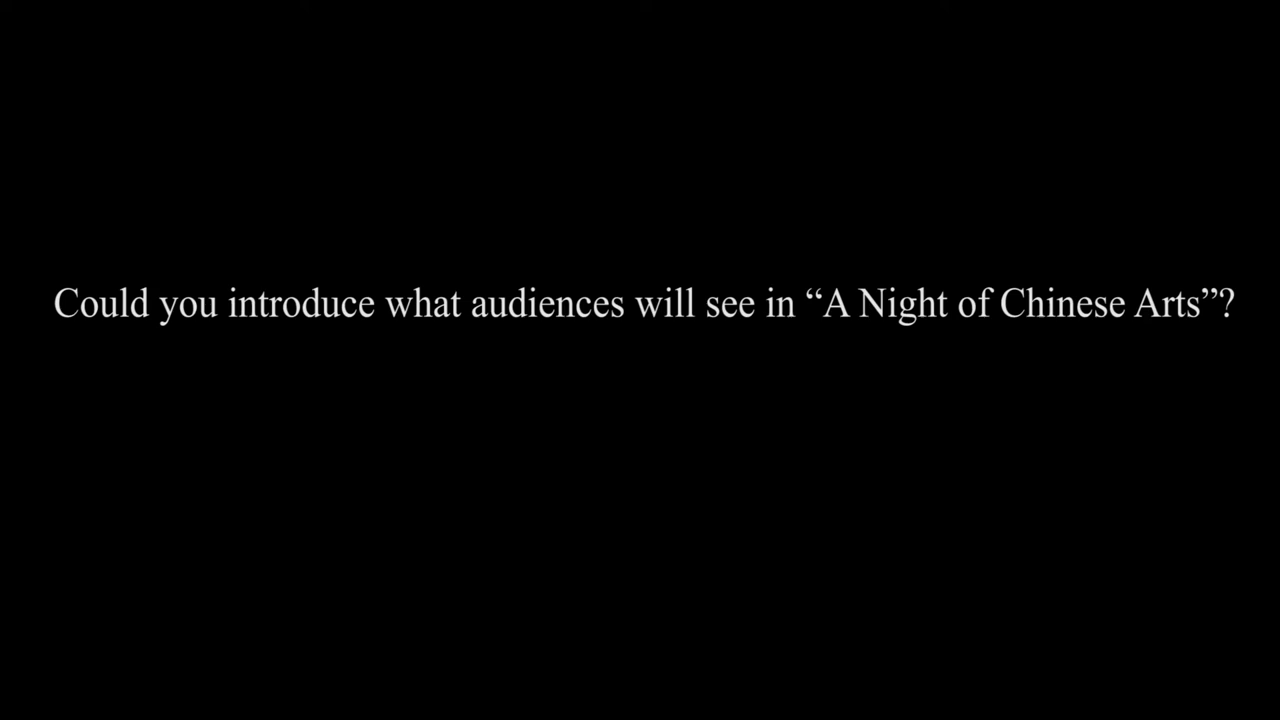 Could you introduce what audiences will see in “A Night of Chinese Arts”?